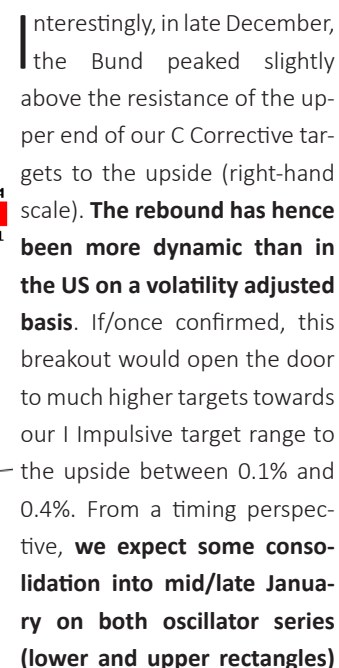 Interestingly, in late December,
the Bund peaked slightly
above the resistance of the up-
per end of our C Corrective tar-
gets to the upside (right-hand
scale). The rebound has hence
been more dynamic than in
the US on a volatility adjusted
basis. If/once confirmed, this
breakout would open the door
to much higher targets towards
our I Impulsive target range to
the upside between 0.1% and
0.4%. From a timing perspec-
tive, we expect some conso-
lidation into mid/late Janua-
ry on both oscillator series
(lower and upper rectangles)